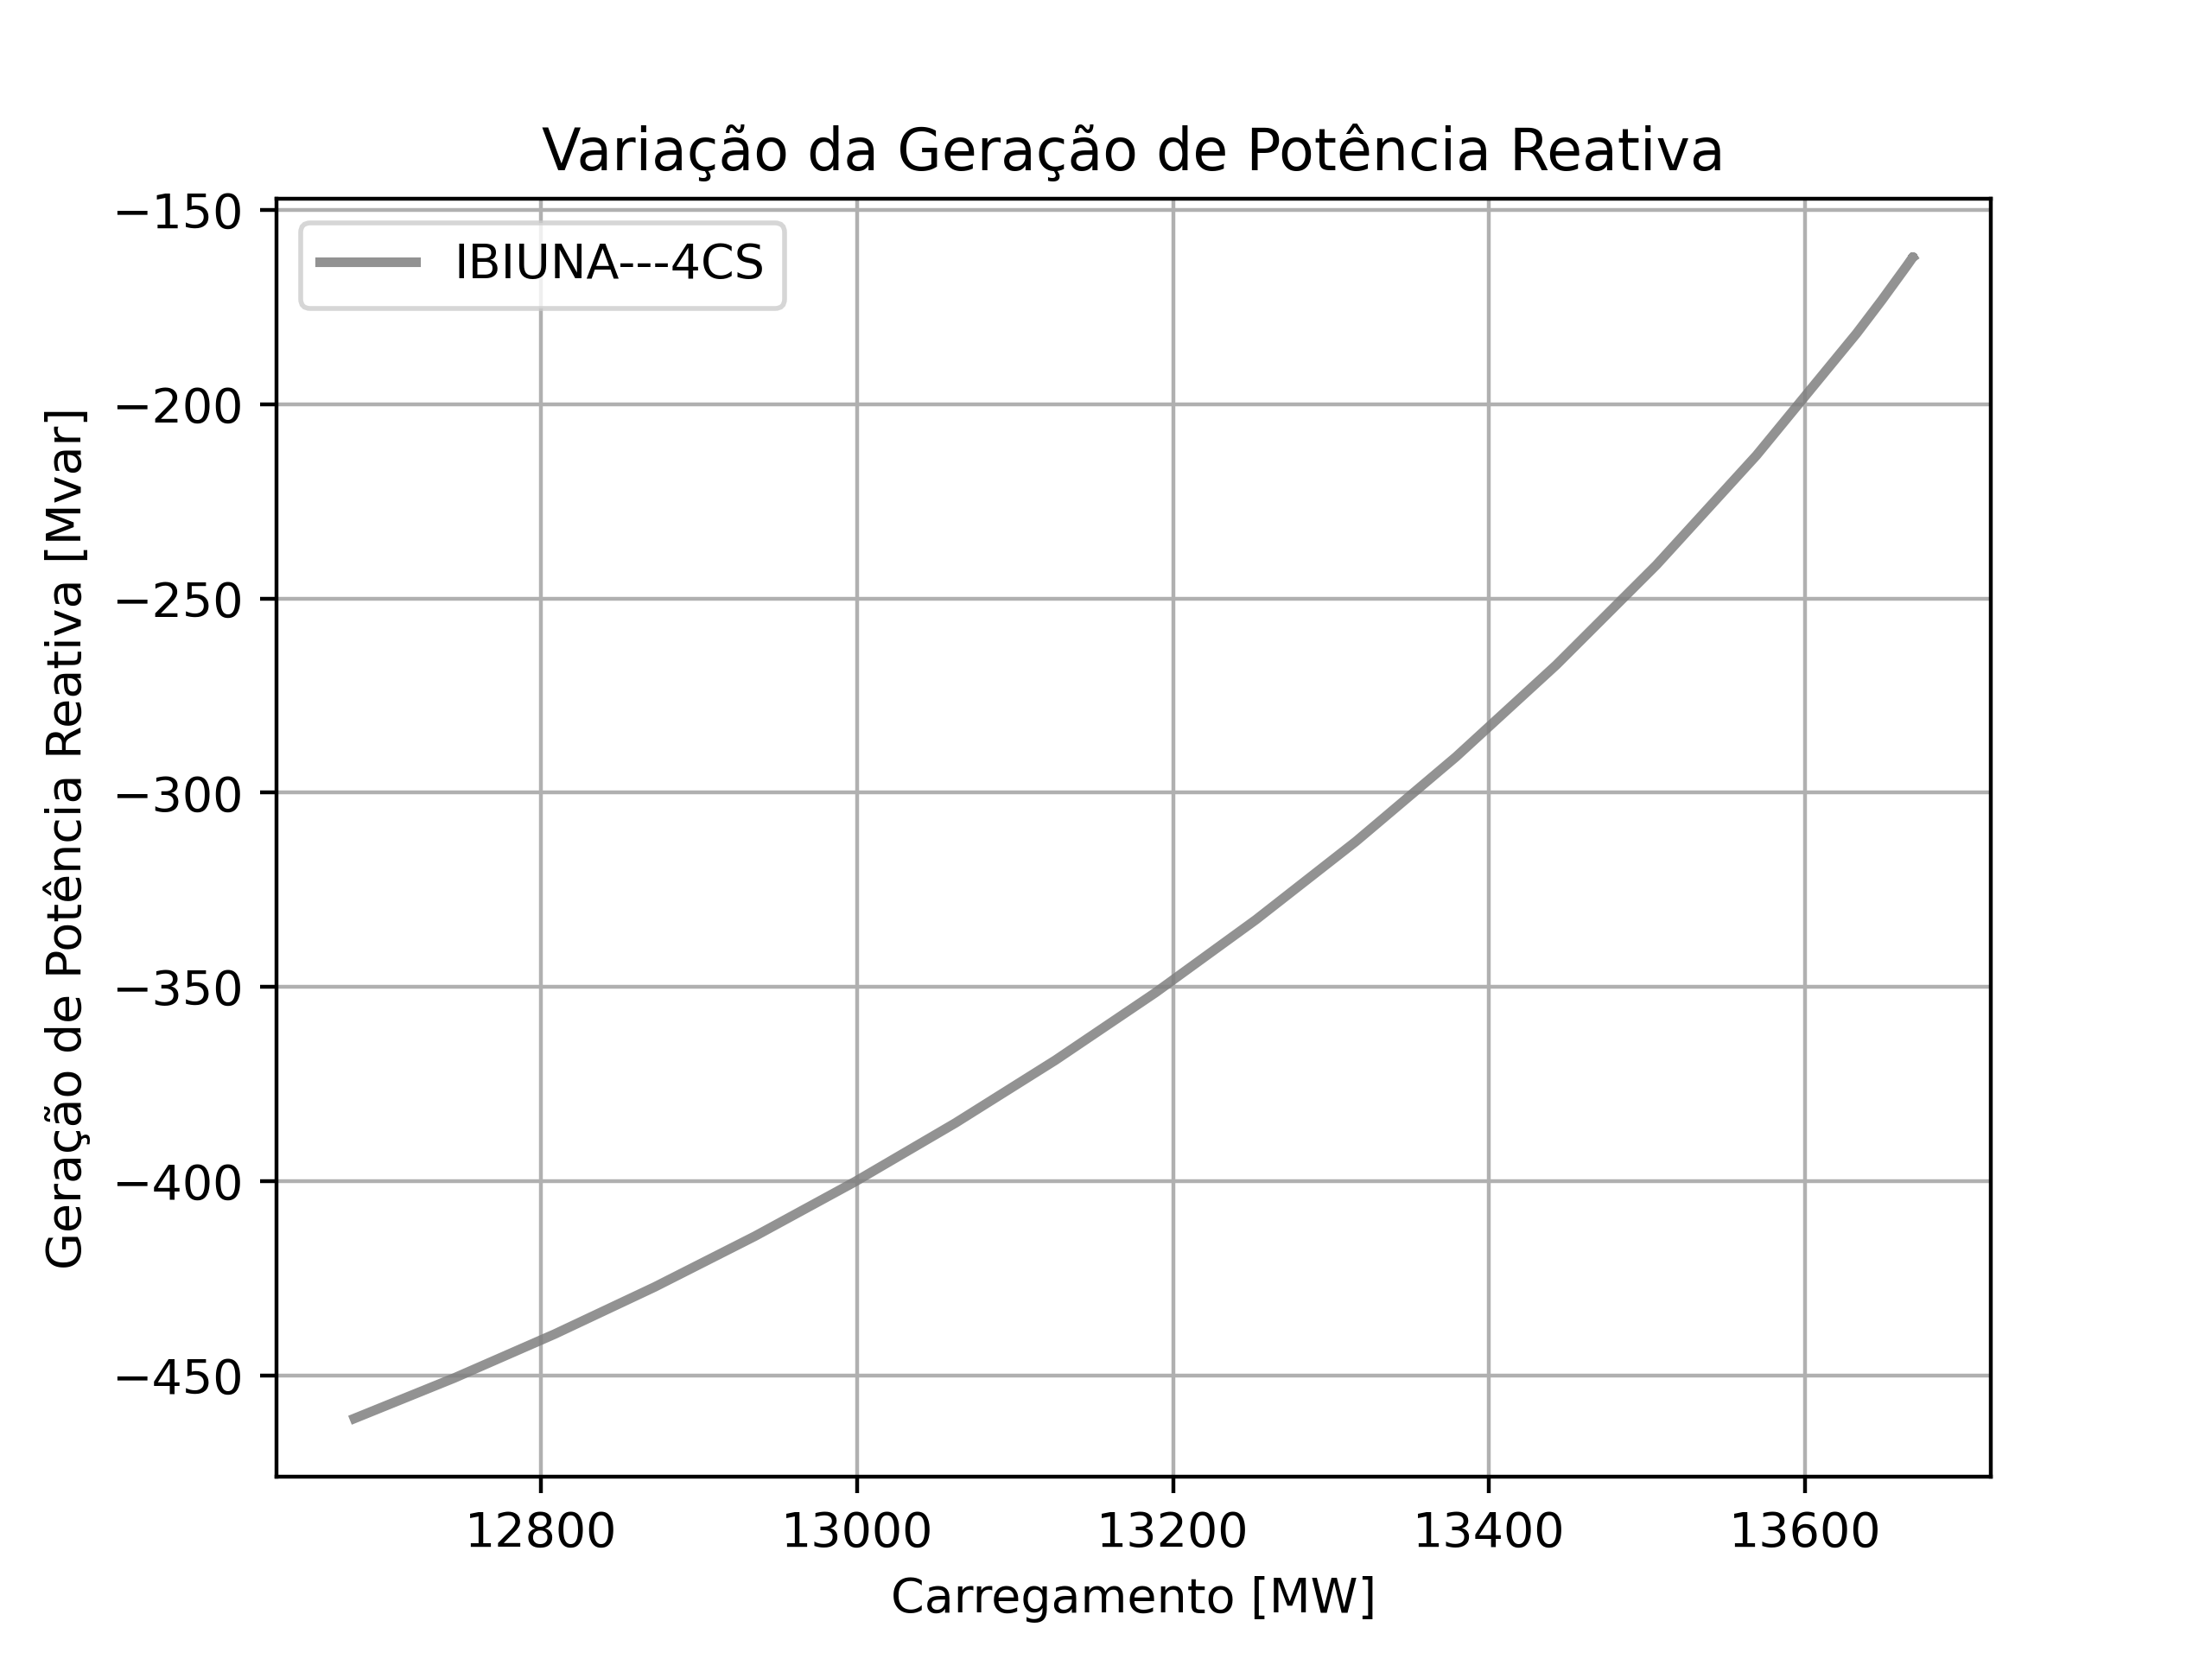 Variação da Geração de Potência Reativa
IBIUNA---4CS
Geração de Potência Reativa [Mvar]
−150
−200
−250
−300
−350
−400
−450
12800 13000 13200 13400 13600
Carregamento [MW]